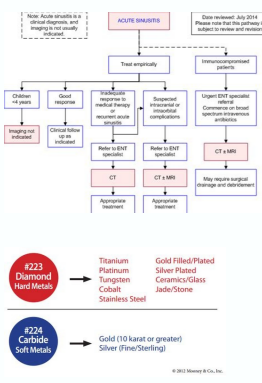 Note: Acute sinusitis is a
clinical diagnosis, and
imaging is not usually
indicated.
ACUTE SINUSITIS
Date reviewed: July 2014
Please note that this pathway i
subject to review and revision
Treat empirically
Immunocompromised
patients
Children
<4 years
Good
response
Inadequate
response to
medical therapy
or
recurrent acute
sinusitis
Suspected
intracranial or
intraorbital
complications
Urgent ENT specialist
referral
Commence on broad
spectrum intravenous
antibiotics
Imaging not
indicated
Clinical follow
up as
indicated
Refer to ENT
specialist
Refer to ENT
specialist
CT
CT ± MRI
CT ± MRI
Appropriate
treatment
Appropriate
treatment
May require surgical
drainage and debridement
#223
Diamond
Hard Metals
Titanium
Platinum
Tungsten
Cobalt
Stainless Steel
Gold Filled/Plated
Silver Plated
Ceramics/Glass
Jade/Stone
#224
Carbide
Soft Metals
Gold (10 karat or greater)
Silver (Fine/Sterling)
© 2012 Mooney & Co., Inc.